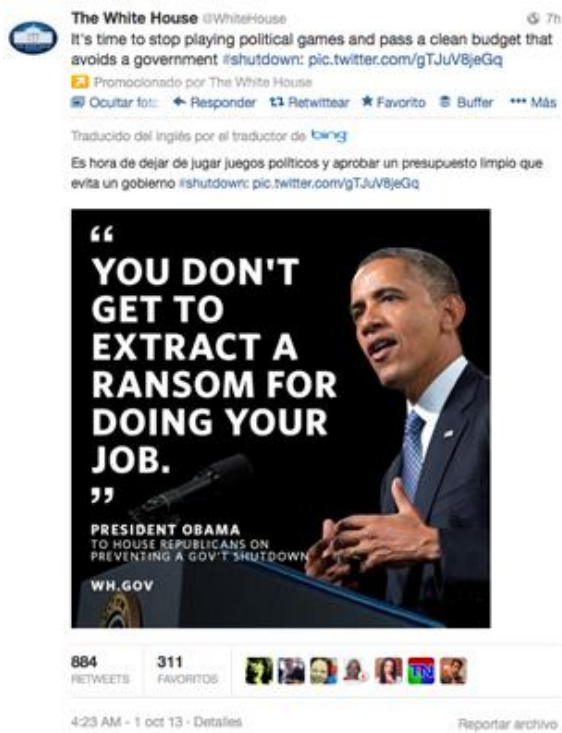 The White House @WhiteHouse 7h
It's time to stop playing political games and pass a clean budget that
avoids a government #shutdown: pic.twitter.com/gTJuV8jeGq
Promocionado por The White House
Ocultar foto Responder Retwittear Favorito Buffer Más
Traducido del inglés por el traductor de bing
Es hora de dejar de jugar juegos políticos y aprobar un presupuesto limpio que
evita un gobierno #shutdown: pic.twitter.com/gTJuV8jeGq
“
YOU DON'T
GET TO
EXTRACT A
RANSOM FOR
DOING YOUR
JOB.
”
PRESIDENT OBAMA
TO HOUSE REPUBLICANS ON
PREVENTING A GOV'T SHUTDOWN
WH.GOV
884 311
RETWEETS FAVORITOS
TN
4:23 AM - 1 oct 13 · Detalles Reportar archivo